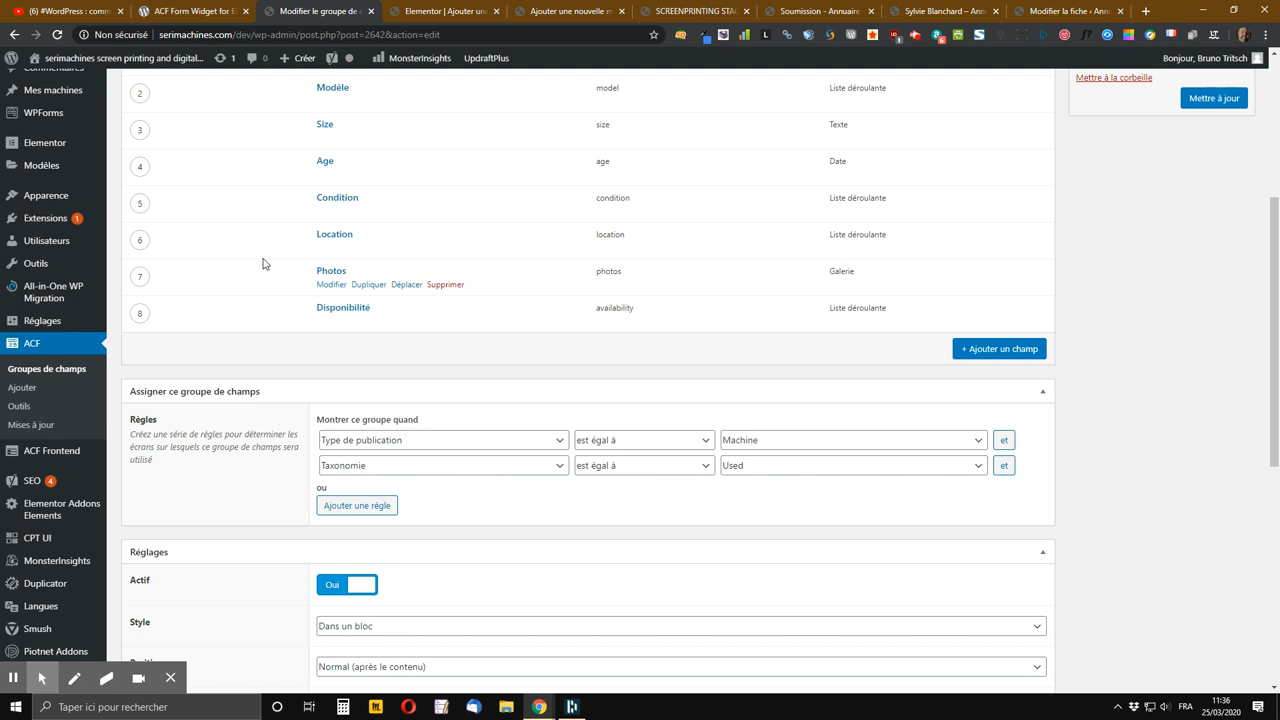 (6) #WordPress : commen
ACF Form Widget for E
Modifier le groupe de c
Elementor | Ajouter une
Ajouter une nouvelle m
SCREENPRINTING STA
Soumission - Annuaire
Sylvie Blanchard – Ann
Modifier la fiche - Annu
Non sécurisé | serimachines.com/dev/wp-admin/post.php?post=2642&action=edit
serimachines screen printing and digital... 1 0 Créer MonsterInsights UpdraftPlus Bonjour, Bruno Tritsch
Commentaires
Mes machines
WPForms
Elementor
Modèles
Apparence
Extensions 1
Utilisateurs
Outils
All-in-One WP
Migration
Réglages
ACF
Groupes de champs
Ajouter
Outils
Mises à jour
ACF Frontend
SEO 4
Elementor Addons
Elements
CPT UI
MonsterInsights
Duplicator
Langues
Smush
Piotnet Addons
2 Modèle model Liste déroulante
3 Size size Texte
4 Age age Date
5 Condition condition Liste déroulante
6 Location location Liste déroulante
7 Photos photos Galerie
Modifier Dupliquer Déplacer Supprimer
8 Disponibilité availability Liste déroulante
+ Ajouter un champ
Mettre à la corbeille
Mettre à jour
Assigner ce groupe de champs
Règles
Créez une série de règles pour déterminer les
écrans sur lesquels ce groupe de champs sera
utilisé
Montrer ce groupe quand
Type de publication est égal à Machine et
Taxonomie est égal à Used et
ou
Ajouter une règle
Réglages
Actif
Oui
Style
Dans un bloc
Normal (après le contenu)
Taper ici pour rechercher
FRA
11:36
25/03/2020